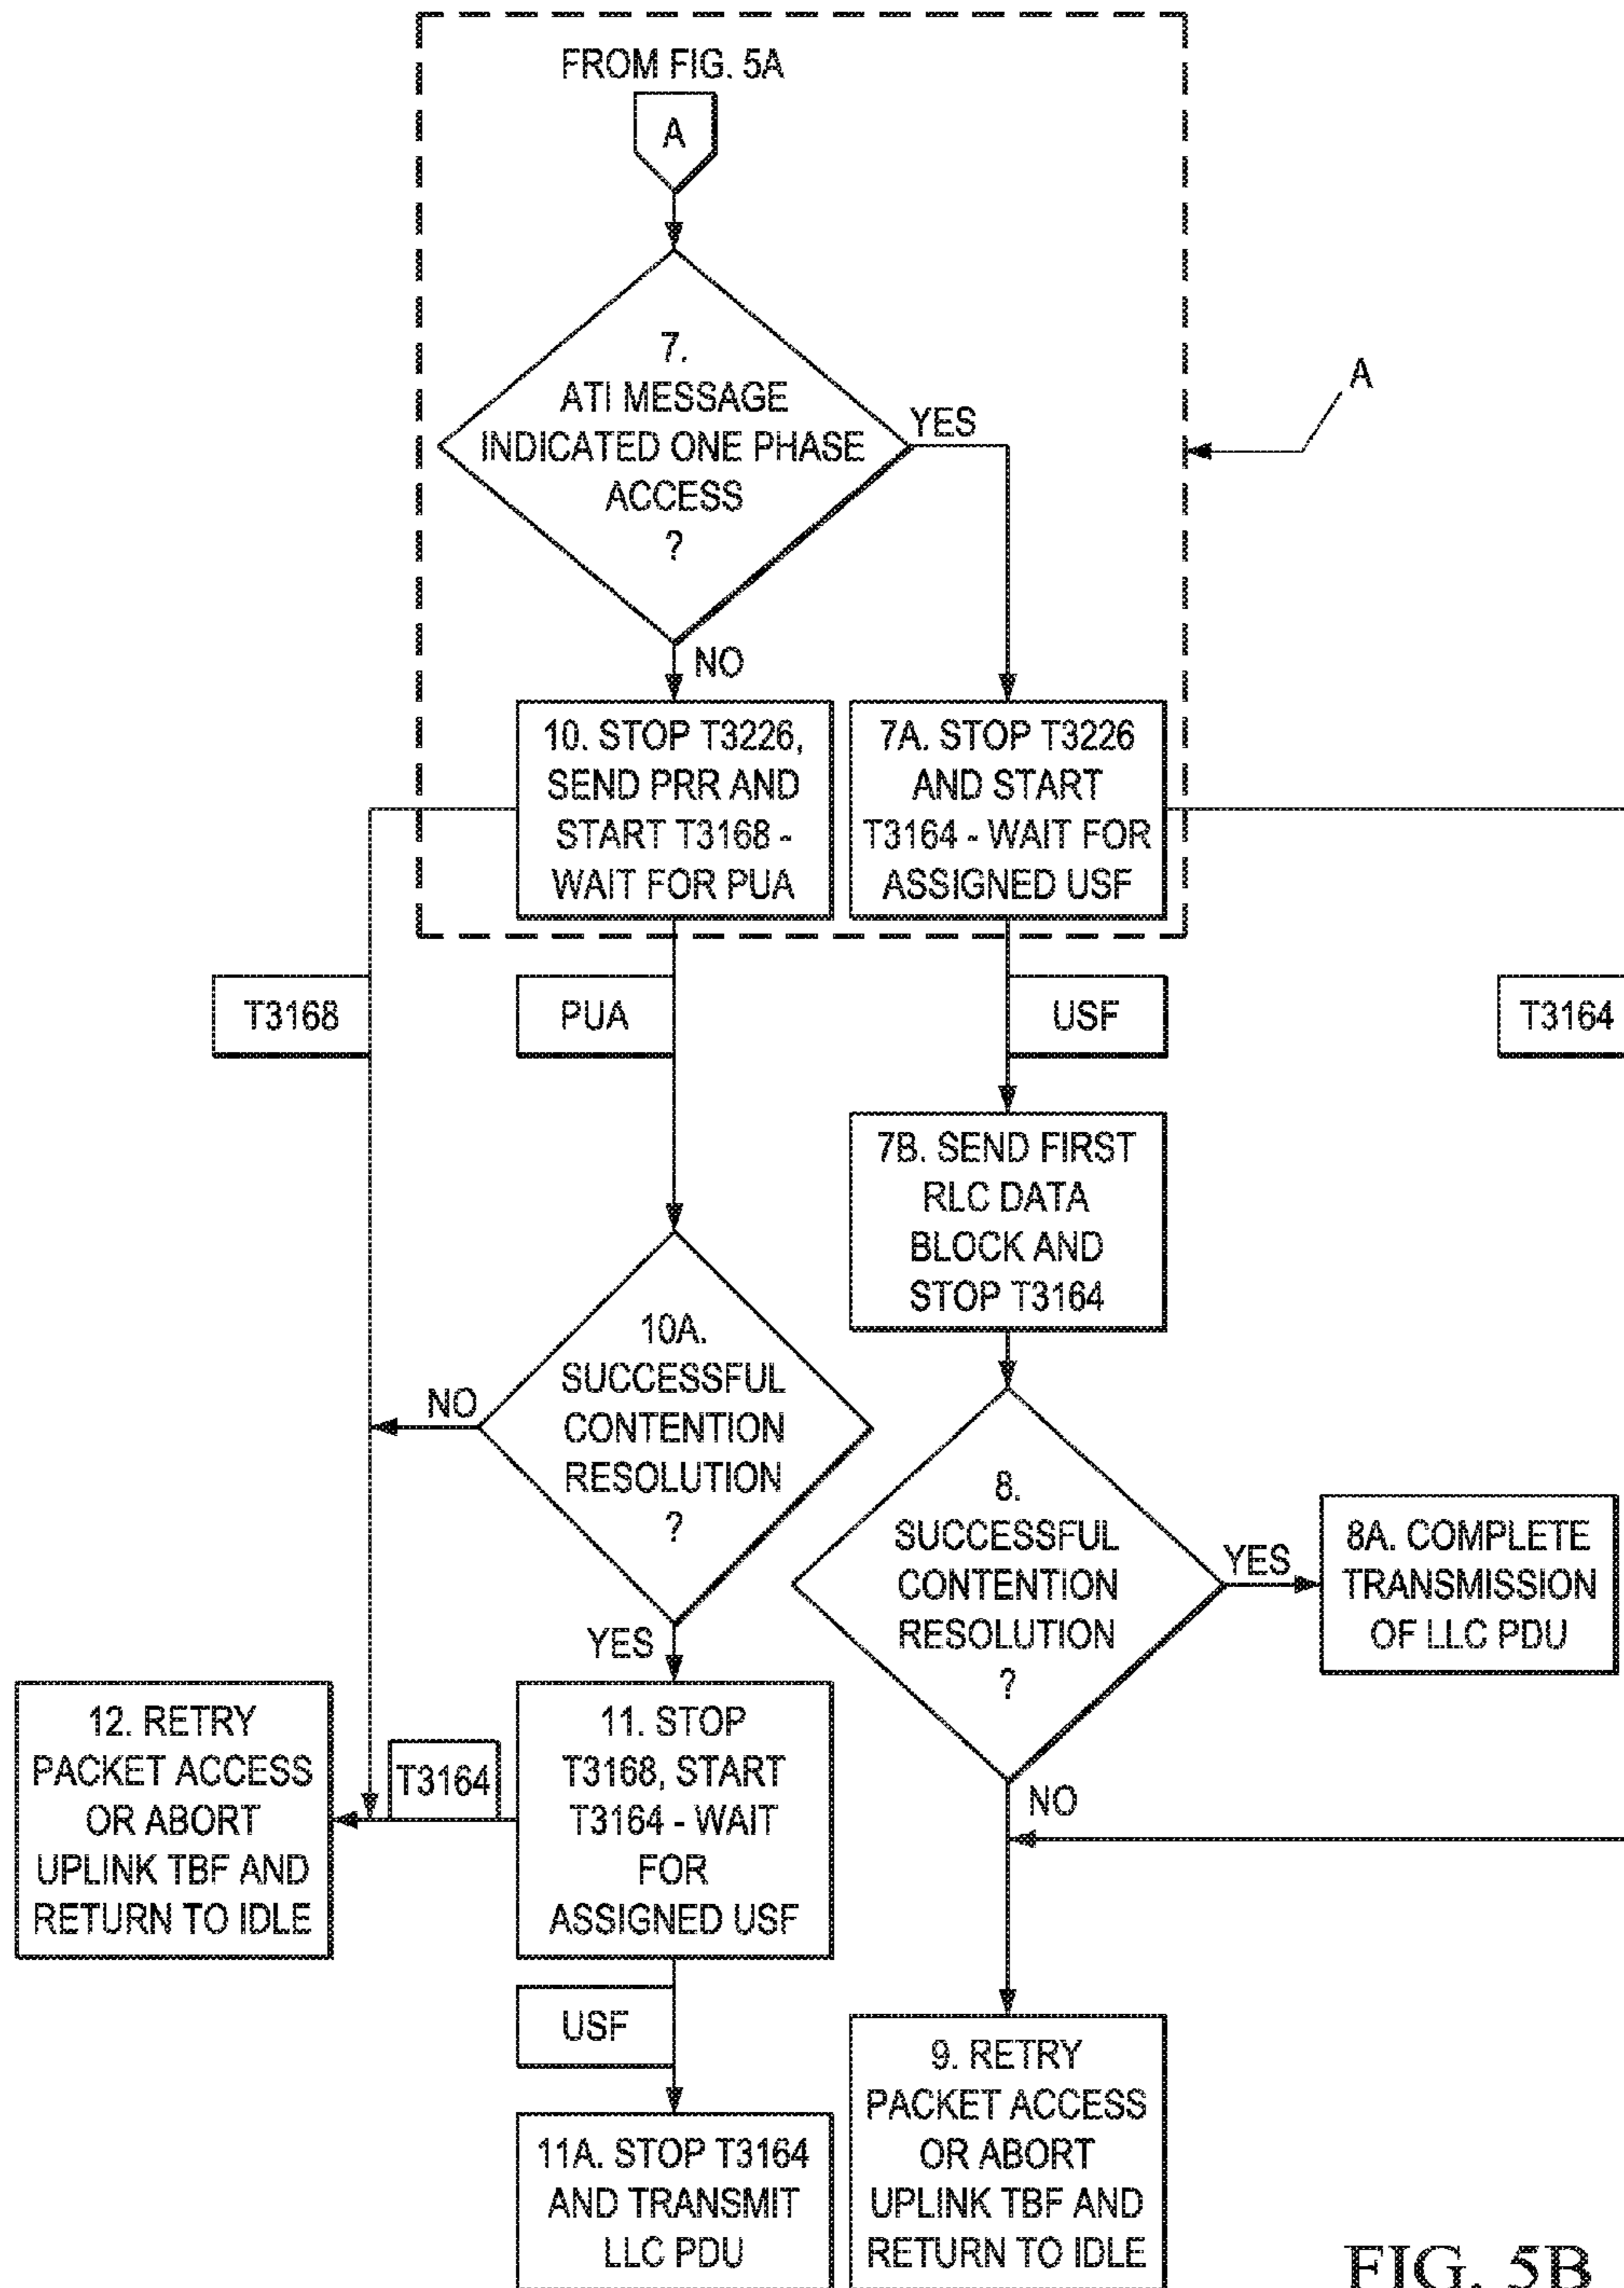 FROM FIG. 5A
A
7.
ATI MESSAGE
INDICATED ONE PHASE
ACCESS
?
YES
A
NO
10. STOP T3226,
SEND PRR AND
START T3168 -
WAIT FOR PUA
7A. STOP T3226
AND START
T3164 - WAIT FOR
ASSIGNED USF
T3168
PUA
USF
T3164
7B. SEND FIRST
RLC DATA
BLOCK AND
STOP T3164
10A.
SUCCESSFUL
CONTENTION
RESOLUTION
?
NO
YES
8.
SUCCESSFUL
CONTENTION
RESOLUTION
?
YES
8A. COMPLETE
TRANSMISSION
OF LLC PDU
NO
12. RETRY
PACKET ACCESS
OR ABORT
UPLINK TBF AND
RETURN TO IDLE
T3164
11. STOP
T3168, START
T3164 - WAIT
FOR
ASSIGNED USF
USF
11A. STOP T3164
AND TRANSMIT
LLC PDU
9. RETRY
PACKET ACCESS
OR ABORT
UPLINK TBF AND
RETURN TO IDLE
FIG. 5B